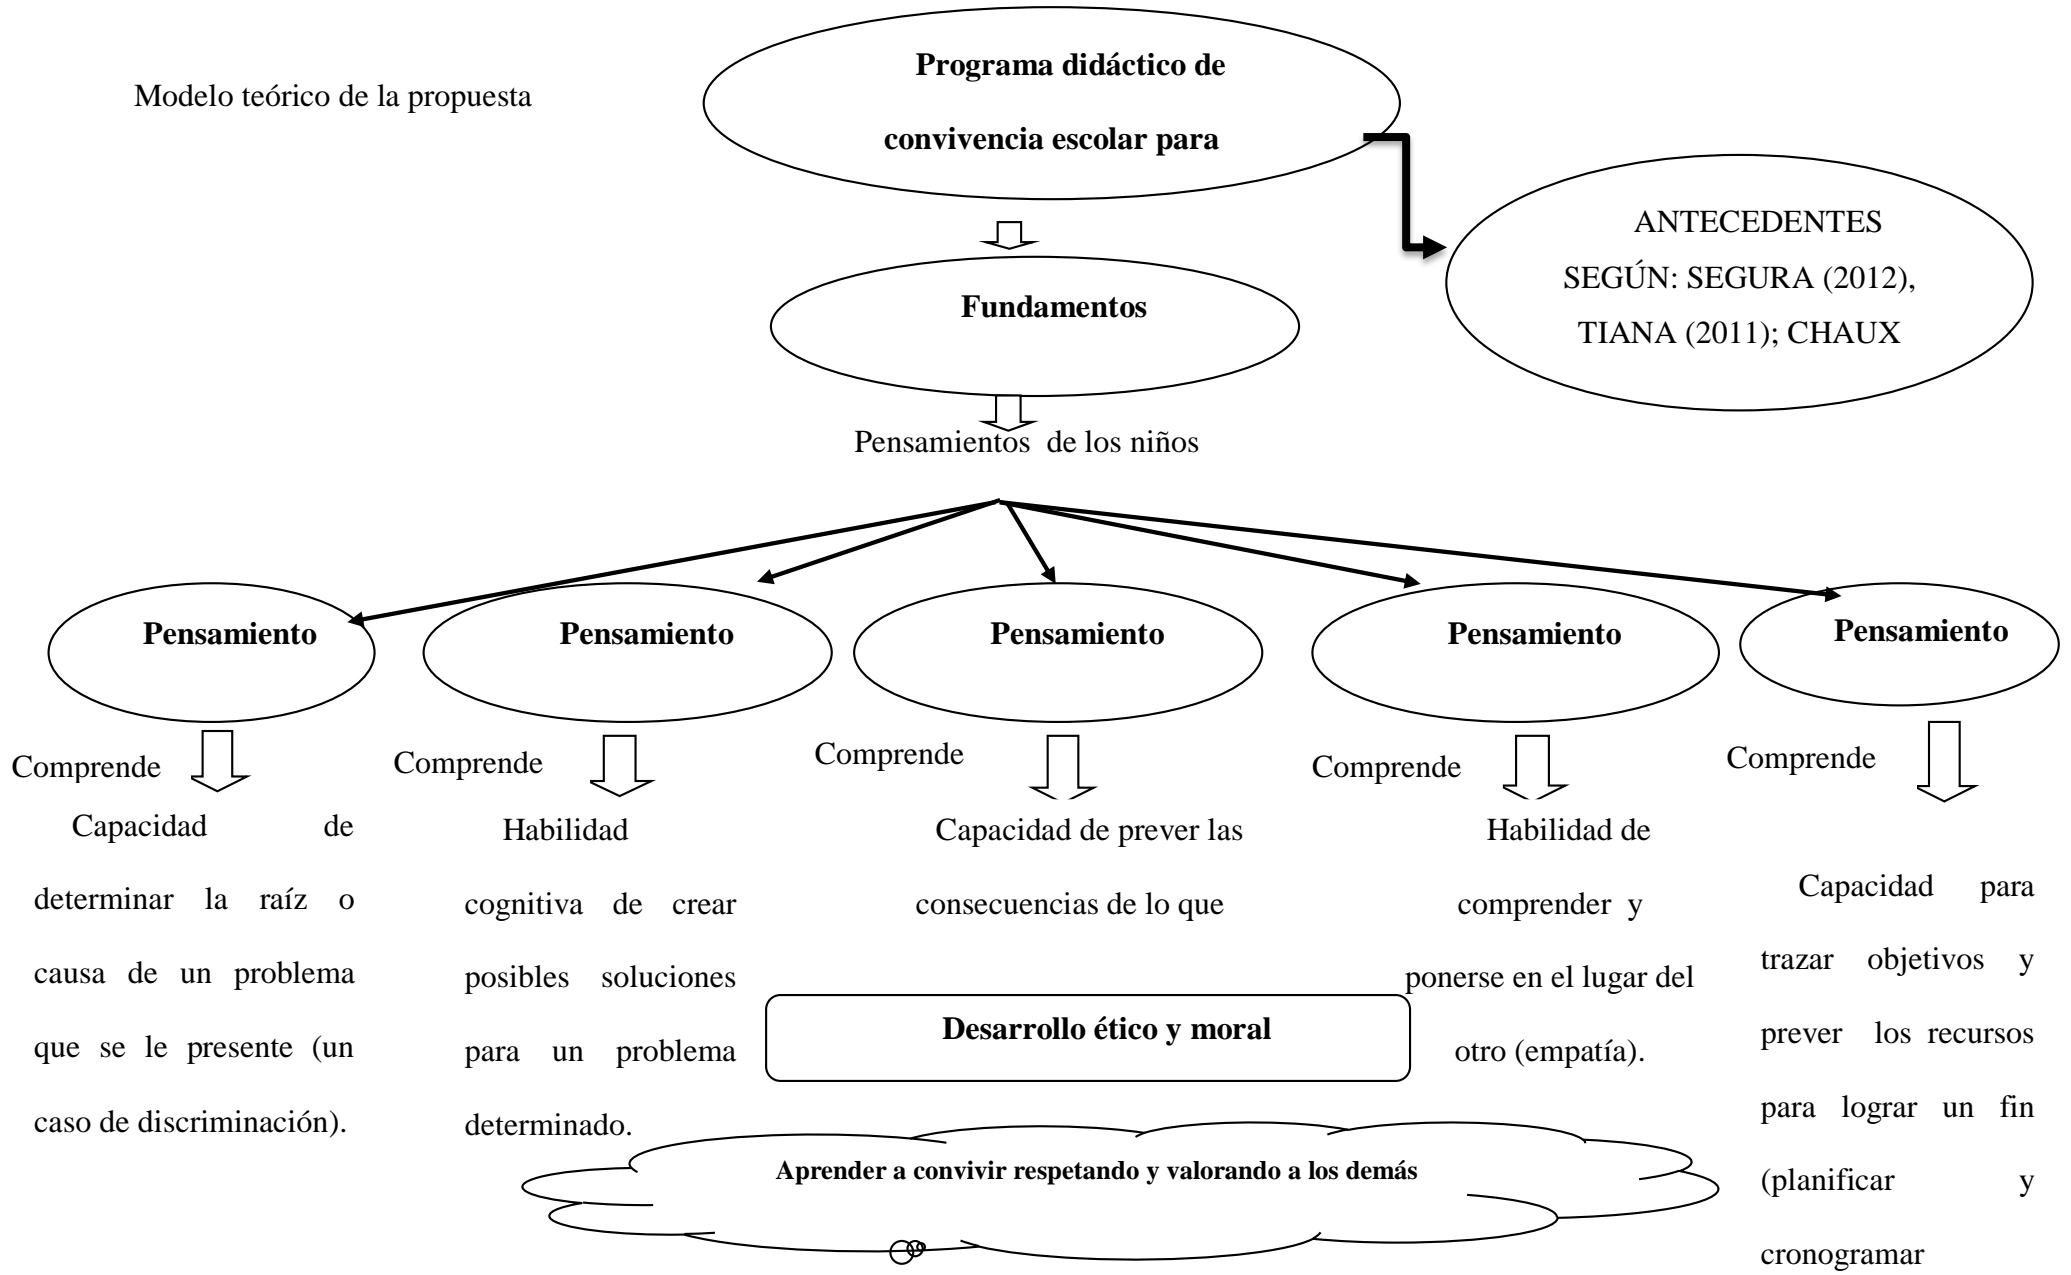 Modelo teórico de la propuesta
Programa didáctico de
convivencia escolar para
ANTECEDENTES
SEGÚN: SEGURA (2012),
TIANA (2011); CHAUX
Fundamentos
Pensamientos de los niños
Pensamiento
Pensamiento
Pensamiento
Pensamiento
Pensamiento
Comprende
Comprende
Comprende
Comprende
Comprende
Capacidad de
determinar la raíz o
causa de un problema
que se le presente (un
caso de discriminación).
Habilidad
cognitiva de crear
posibles soluciones
para un problema
determinado.
Capacidad de prever las
consecuencias de lo que
Habilidad de
comprender y
ponerse en el lugar del
otro (empatía).
Capacidad para
trazar objetivos y
prever los recursos
para lograr un fin
(planificar y
cronogramar
Desarrollo ético y moral
Aprender a convivir respetando y valorando a los demás